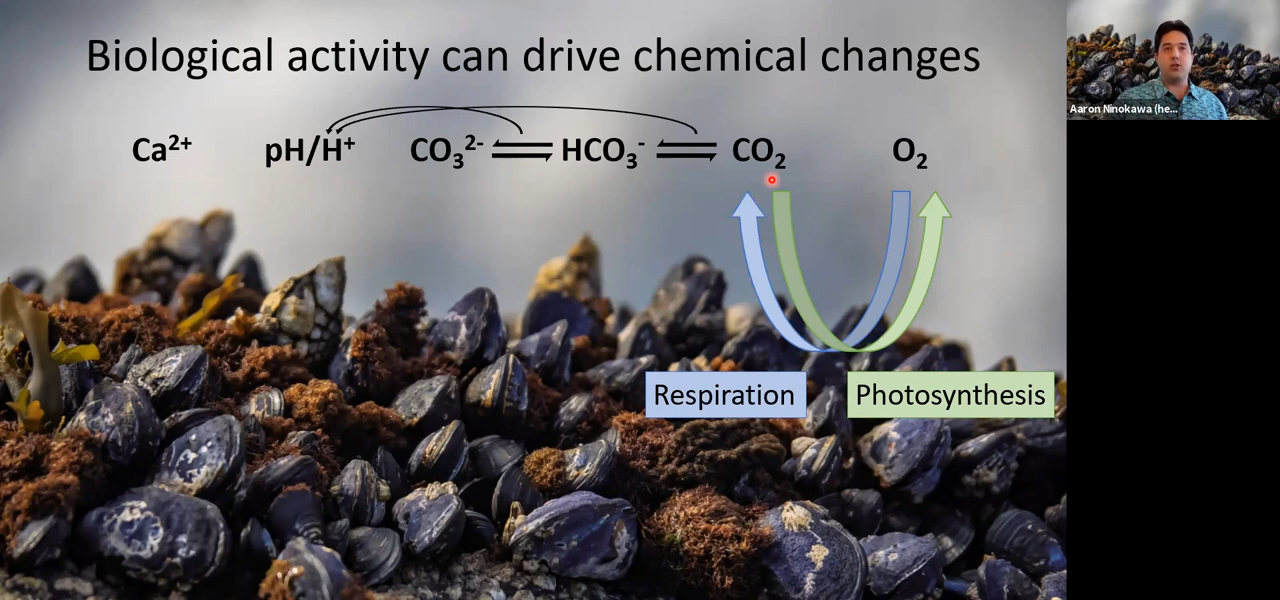 Biological activity can drive chemical changes
Ca²⁺ pH/H⁺ CO₃²⁻ HCO₃⁻ CO₂ O₂
Respiration Photosynthesis
Aaron Ninokawa (he...